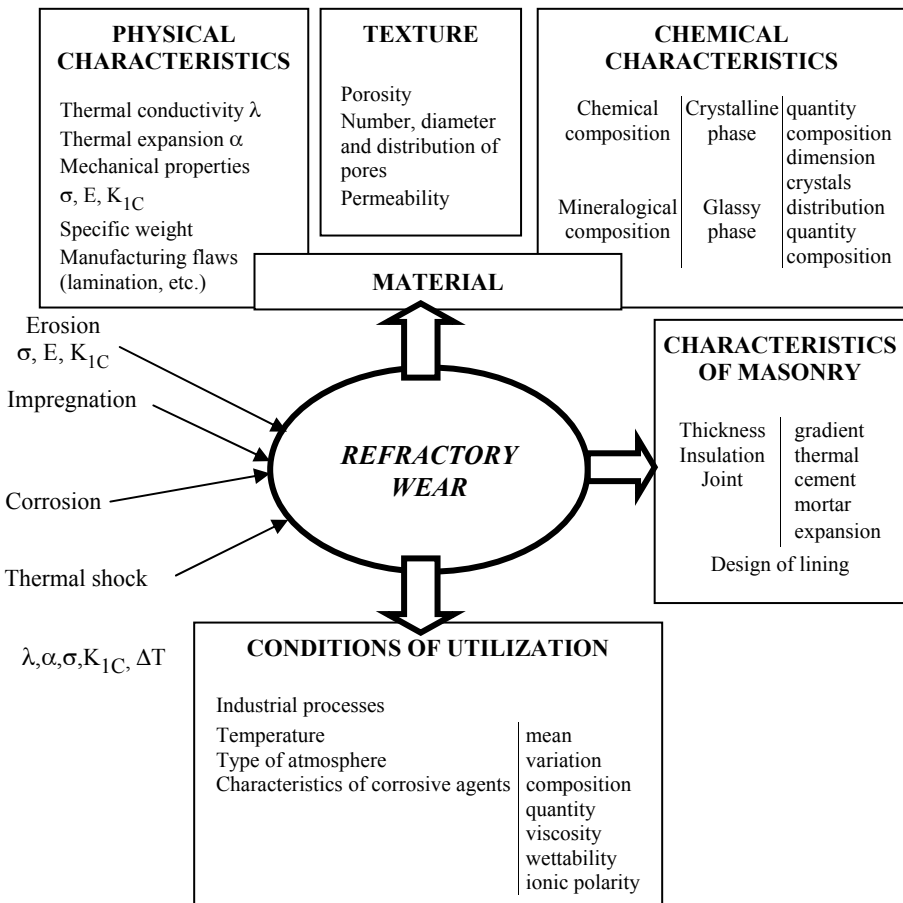 PHYSICAL
CHARACTERISTICS
Thermal conductivity λ
Thermal expansion α
Mechanical properties
σ, E, K1C
Specific weight
Manufacturing flaws
(lamination, etc.)
TEXTURE
Porosity
Number, diameter
and distribution of
pores
Permeability
CHEMICAL
CHARACTERISTICS
Chemical Crystalline quantity
composition phase composition
dimension
crystals
Mineralogical Glassy distribution
composition phase quantity
composition
MATERIAL
Erosion
σ, E, K1C
Impregnation
Corrosion
Thermal shock
λ,α,σ,K1C, ΔT
REFRACTORY
WEAR
CHARACTERISTICS
OF MASONRY
Thickness gradient
Insulation thermal
Joint cement
mortar
expansion
Design of lining
CONDITIONS OF UTILIZATION
Industrial processes
Temperature mean
Type of atmosphere variation
Characteristics of corrosive agents composition
quantity
viscosity
wettability
ionic polarity